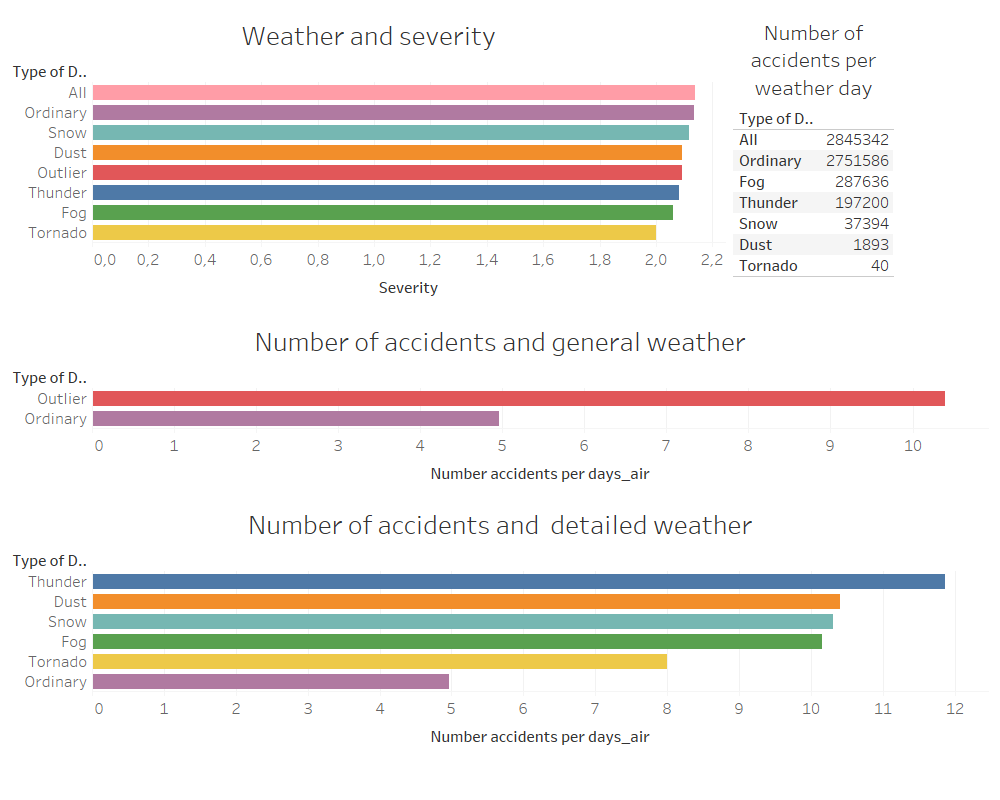 Weather and severity
Type of D..
All
Ordinary
Snow
Dust
Outlier
Thunder
Fog
Tornado
0,0 0,2 0,4 0,6 0,8 1,0 1,2 1,4 1,6 1,8 2,0 2,2
Severity
Number of
accidents per
weather day
Type of D..
All 2845342
Ordinary 2751586
Fog 287636
Thunder 197200
Snow 37394
Dust 1893
Tornado 40
Number of accidents and general weather
Type of D..
Outlier
Ordinary
0 1 2 3 4 5 6 7 8 9 10
Number accidents per days_air
Number of accidents and  detailed weather
Type of D..
Thunder
Dust
Snow
Fog
Tornado
Ordinary
0 1 2 3 4 5 6 7 8 9 10 11 12
Number accidents per days_air